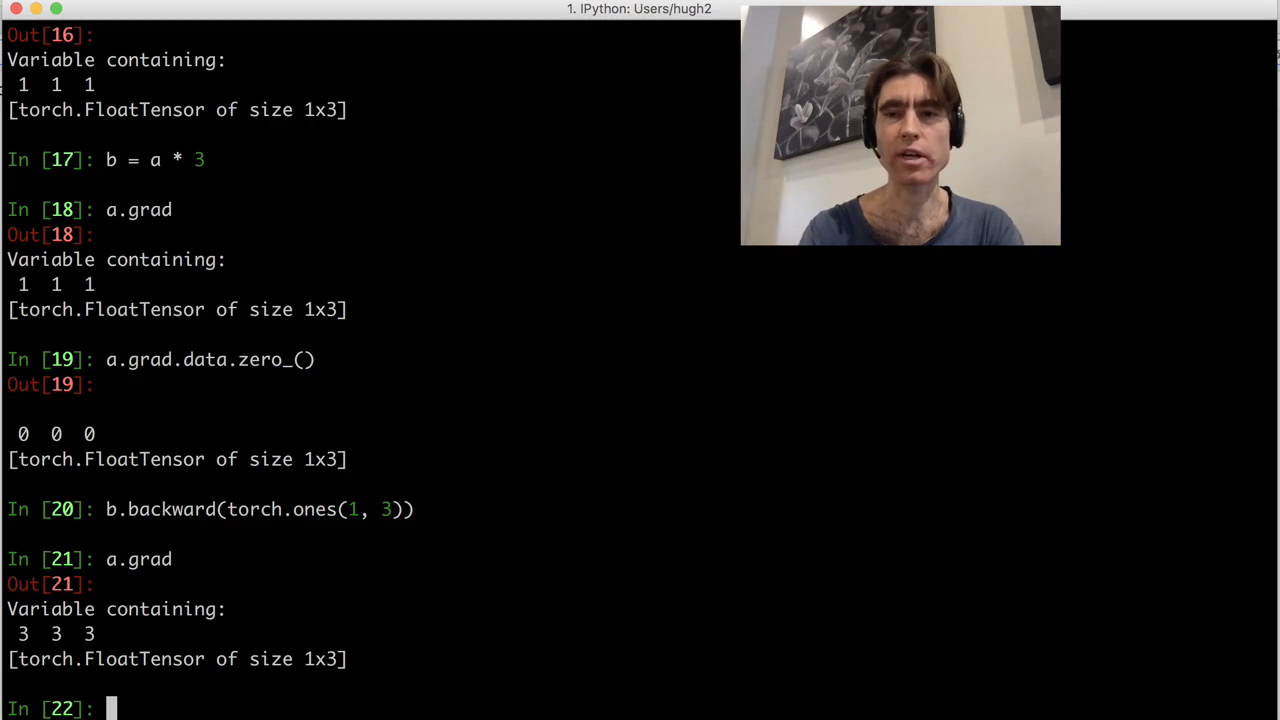 1. IPython: Users/hugh2
Out[16]:
Variable containing:
 1  1  1
[torch.FloatTensor of size 1x3]
In [17]: b = a * 3
In [18]: a.grad
Out[18]:
Variable containing:
 1  1  1
[torch.FloatTensor of size 1x3]
In [19]: a.grad.data.zero_()
Out[19]:
 0  0  0
[torch.FloatTensor of size 1x3]
In [20]: b.backward(torch.ones(1, 3))
In [21]: a.grad
Out[21]:
Variable containing:
 3  3  3
[torch.FloatTensor of size 1x3]
In [22]: